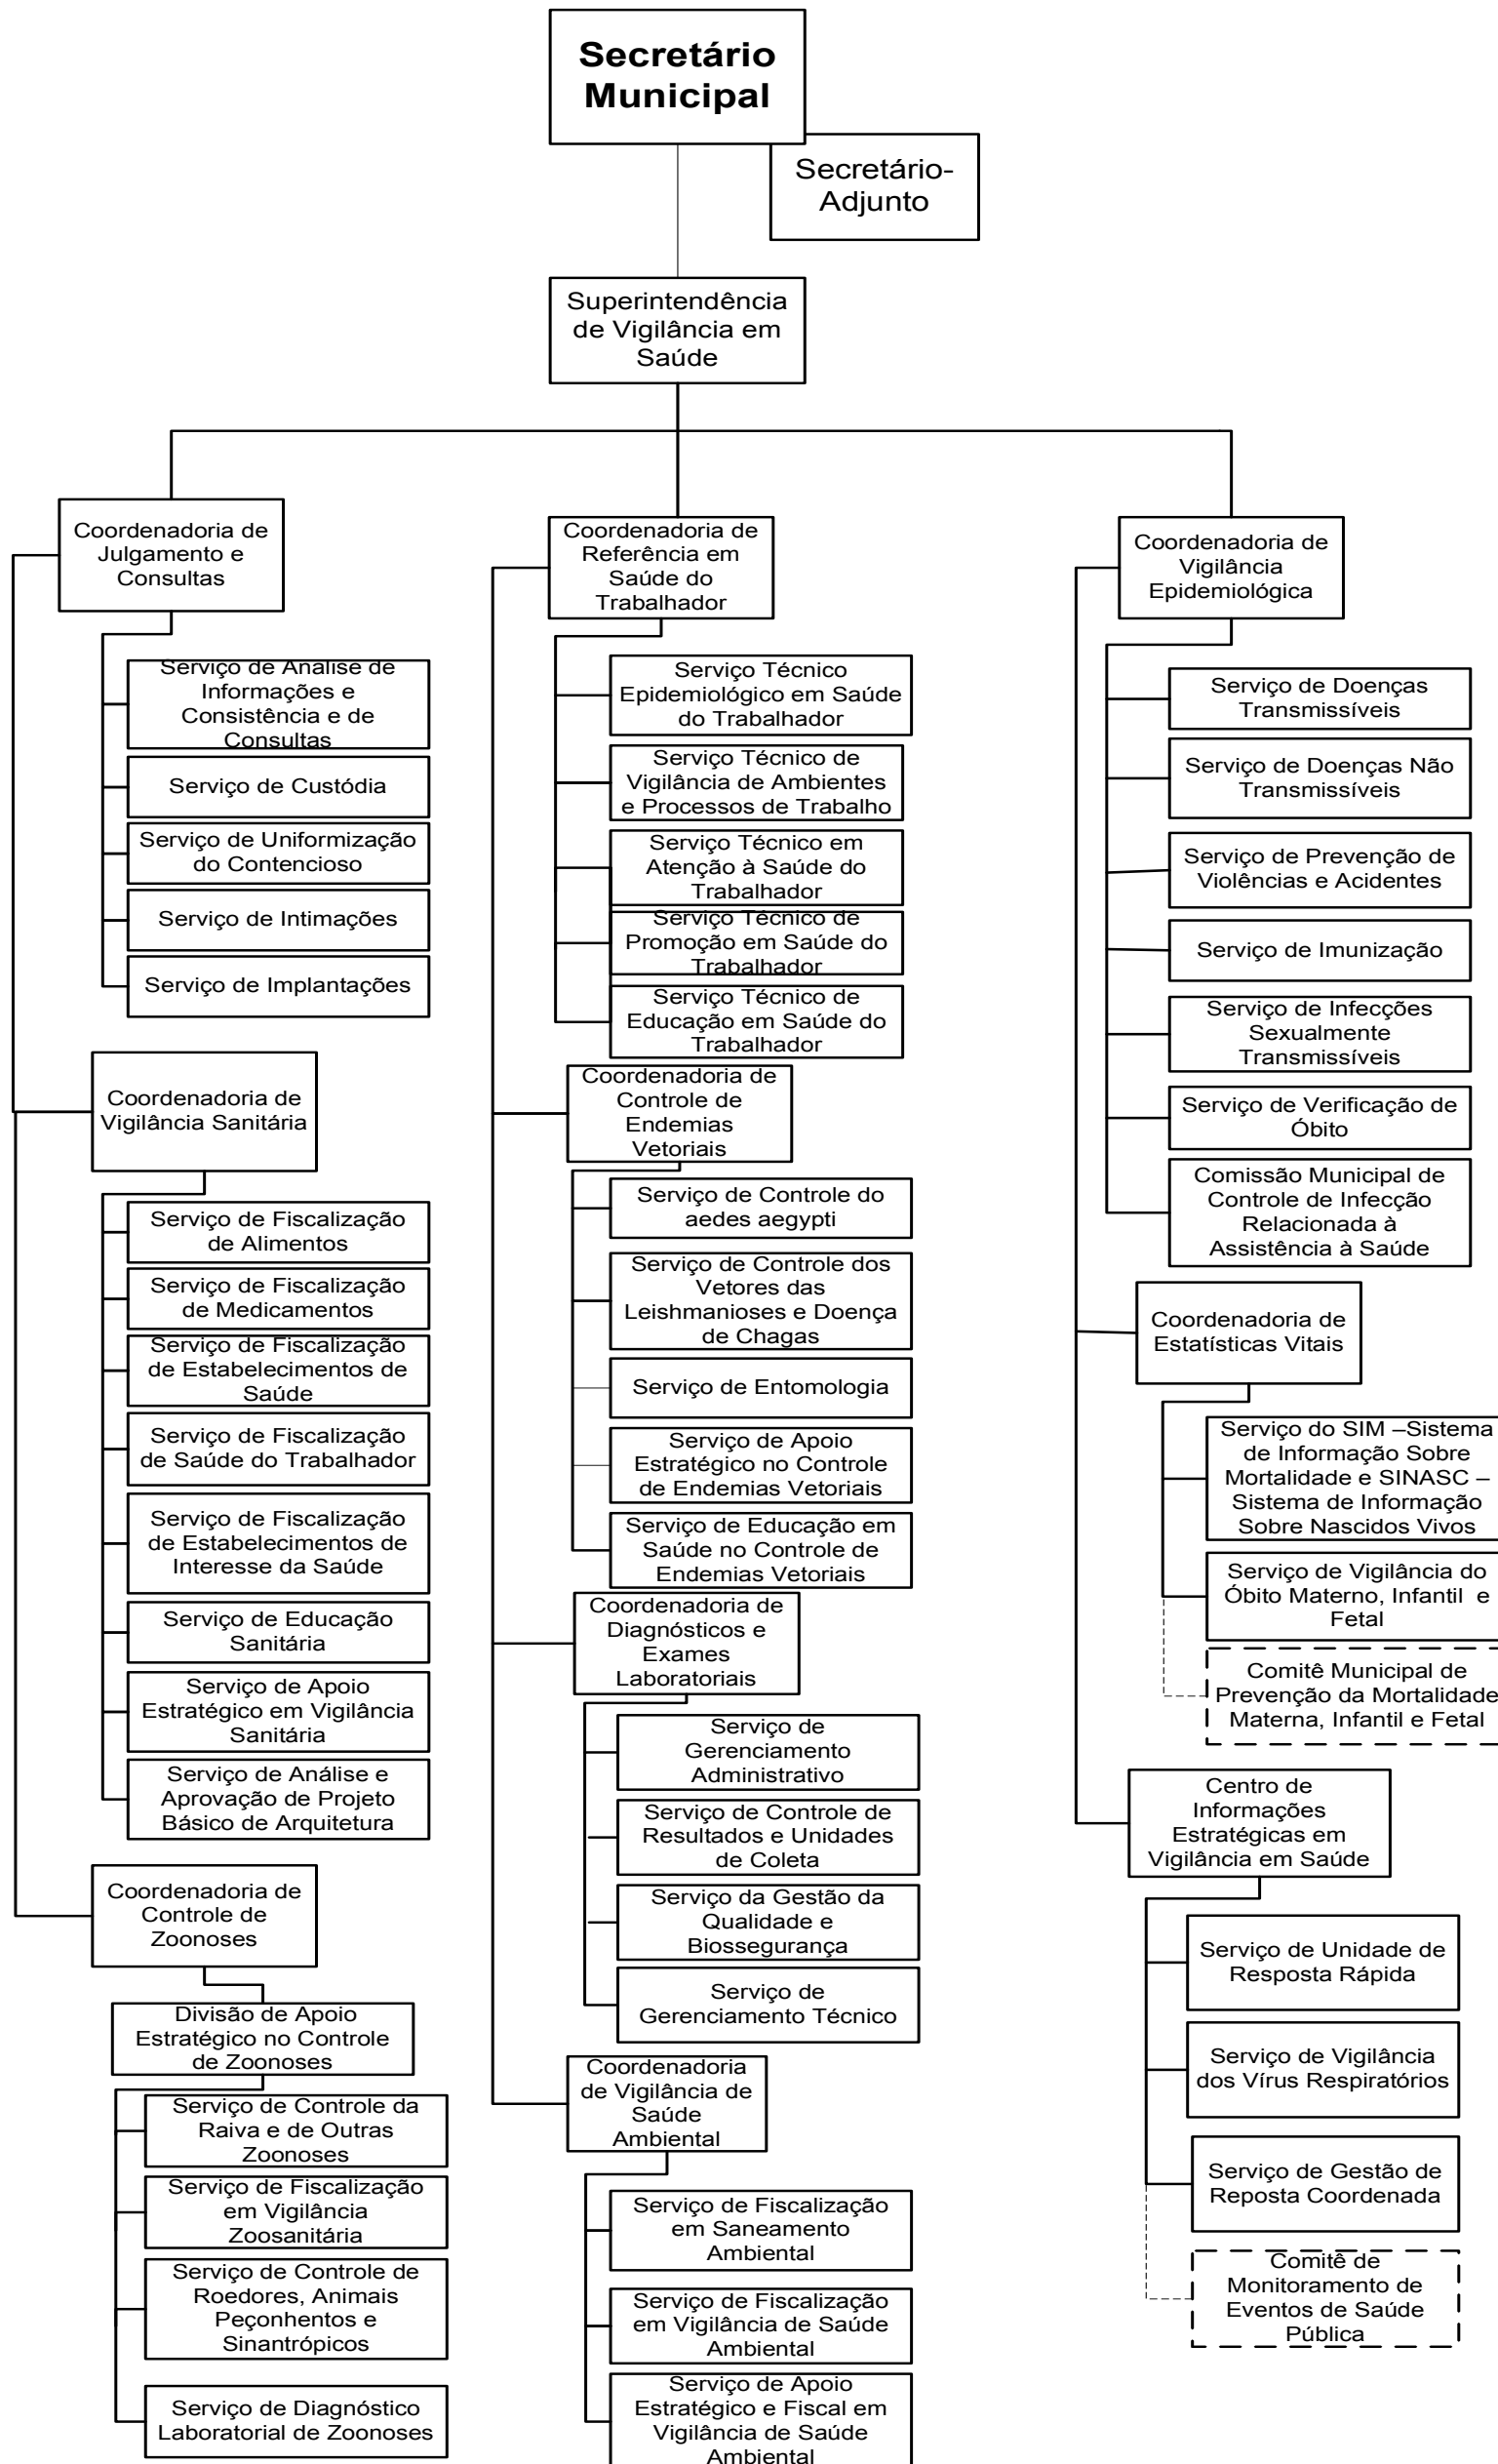 Secretário
Municipal
Secretário-
Adjunto
Superintendência
de Vigilância em
Saúde
Coordenadoria de
Julgamento e
Consultas
Serviço de Análise de
Informações e
Consistência e de
Consultas
Serviço de Custódia
Serviço de Uniformização
do Contencioso
Serviço de Intimações
Serviço de Implantações
Coordenadoria de
Vigilância Sanitária
Serviço de Fiscalização
de Alimentos
Serviço de Fiscalização
de Medicamentos
Serviço de Fiscalização
de Estabelecimentos de
Saúde
Serviço de Fiscalização
de Saúde do Trabalhador
Serviço de Fiscalização
de Estabelecimentos de
Interesse da Saúde
Serviço de Educação
Sanitária
Serviço de Apoio
Estratégico em Vigilância
Sanitária
Serviço de Análise e
Aprovação de Projeto
Básico de Arquitetura
Coordenadoria de
Controle de
Zoonoses
Divisão de Apoio
Estratégico no Controle
de Zoonoses
Serviço de Controle da
Raiva e de Outras
Zoonoses
Serviço de Fiscalização
em Vigilância
Zoosanitária
Serviço de Controle de
Roedores, Animais
Peçonhentos e
Sinantrópicos
Serviço de Diagnóstico
Laboratorial de Zoonoses
Coordenadoria de
Referência em
Saúde do
Trabalhador
Serviço Técnico
Epidemiológico em Saúde
do Trabalhador
Serviço Técnico de
Vigilância de Ambientes
e Processos de Trabalho
Serviço Técnico em
Atenção à Saúde do
Trabalhador
Serviço Técnico de
Promoção em Saúde do
Trabalhador
Serviço Técnico de
Educação em Saúde do
Trabalhador
Coordenadoria de
Controle de
Endemias
Vetoriais
Serviço de Controle do
aedes aegypti
Serviço de Controle dos
Vetores das
Leishmanioses e Doença
de Chagas
Serviço de Entomologia
Serviço de Apoio
Estratégico no Controle
de Endemias Vetoriais
Serviço de Educação em
Saúde no Controle de
Endemias Vetoriais
Coordenadoria de
Diagnósticos e
Exames
Laboratoriais
Serviço de
Gerenciamento
Administrativo
Serviço de Controle de
Resultados e Unidades
de Coleta
Serviço da Gestão da
Qualidade e
Biossegurança
Serviço de
Gerenciamento Técnico
Coordenadoria
de Vigilância de
Saúde
Ambiental
Serviço de Fiscalização
em Saneamento
Ambiental
Serviço de Fiscalização
em Vigilância de Saúde
Ambiental
Serviço de Apoio
Estratégico e Fiscal em
Vigilância de Saúde
Ambiental
Coordenadoria de
Vigilância
Epidemiológica
Serviço de Doenças
Transmissíveis
Serviço de Doenças Não
Transmissíveis
Serviço de Prevenção de
Violências e Acidentes
Serviço de Imunização
Serviço de Infecções
Sexualmente
Transmissíveis
Serviço de Verificação de
Óbito
Comissão Municipal de
Controle de Infecção
Relacionada à
Assistência à Saúde
Coordenadoria de
Estatísticas Vitais
Serviço do SIM –Sistema
de Informação Sobre
Mortalidade e SINASC –
Sistema de Informação
Sobre Nascidos Vivos
Serviço de Vigilância do
Óbito Materno, Infantil e
Fetal
Comitê Municipal de
Prevenção da Mortalidade
Materna, Infantil e Fetal
Centro de
Informações
Estratégicas em
Vigilância em Saúde
Serviço de Unidade de
Resposta Rápida
Serviço de Vigilância
dos Vírus Respiratórios
Serviço de Gestão de
Reposta Coordenada
Comitê de
Monitoramento de
Eventos de Saúde
Pública